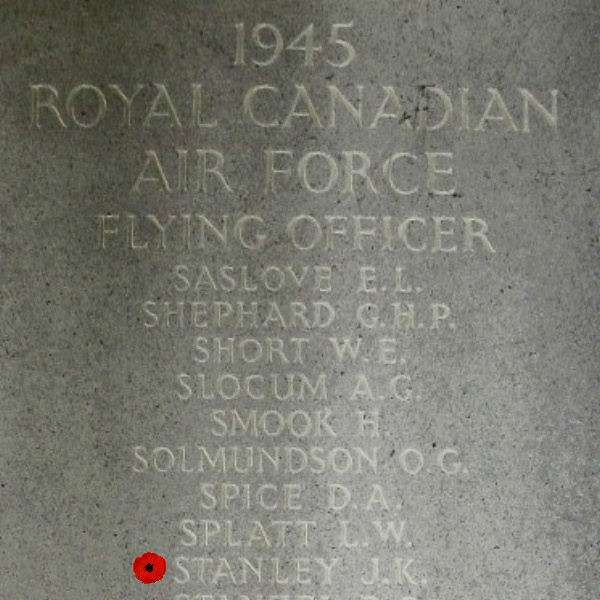 1945
ROYAL CANADIAN
AIR FORCE
FLYING OFFICER
SASLOVE E.L.
SHEPHARD G.H.P.
SHORT W.E.
SLOCUM A.G.
SMOOK H.
SOLMUNDSON O.G.
SPICE D.A.
SPLATT L.W.
STANLEY J.K.